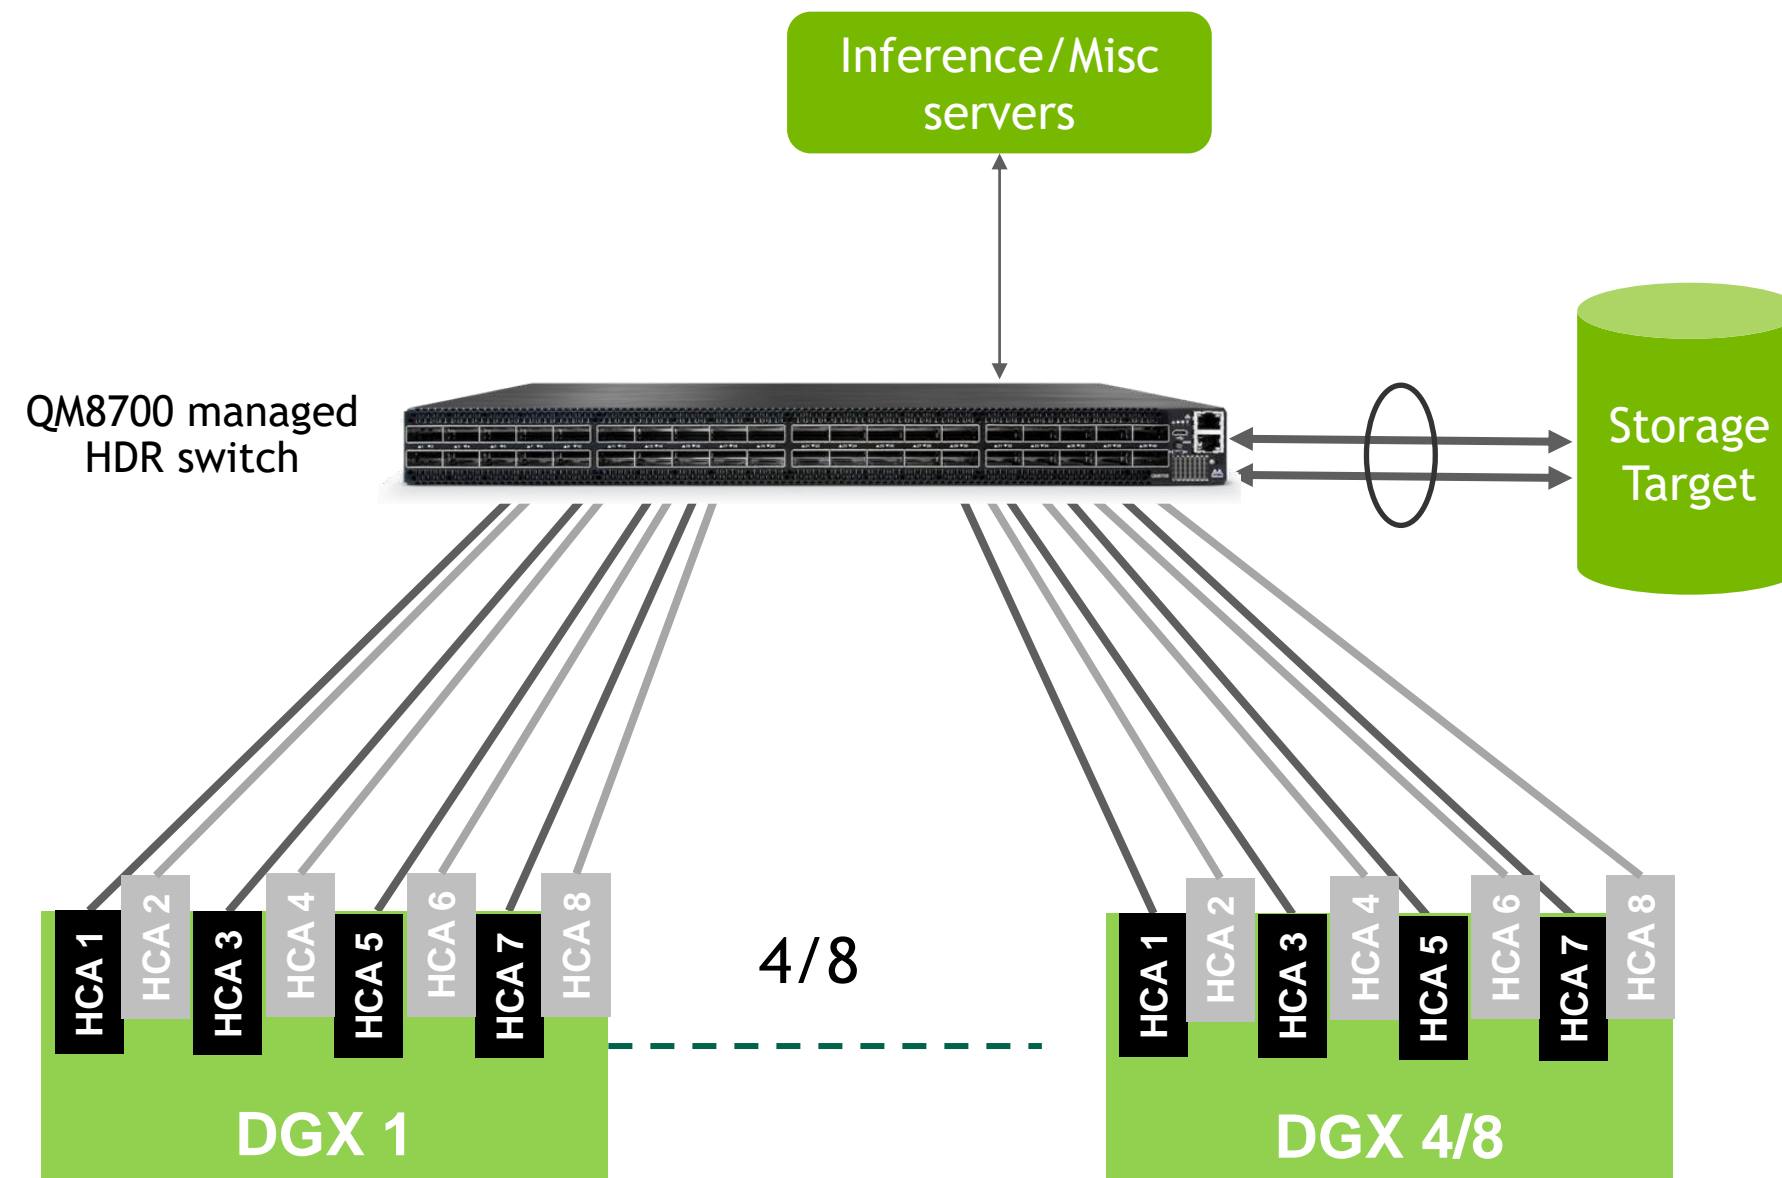 Inference/Misc
servers
QM8700 managed
HDR switch
Storage
Target
HCA 1
HCA 2
HCA 3
HCA 4
HCA 5
HCA 6
HCA 7
HCA 8
4/8
HCA 1
HCA 2
HCA 3
HCA 4
HCA 5
HCA 6
HCA 7
HCA 8
DGX 1
DGX 4/8